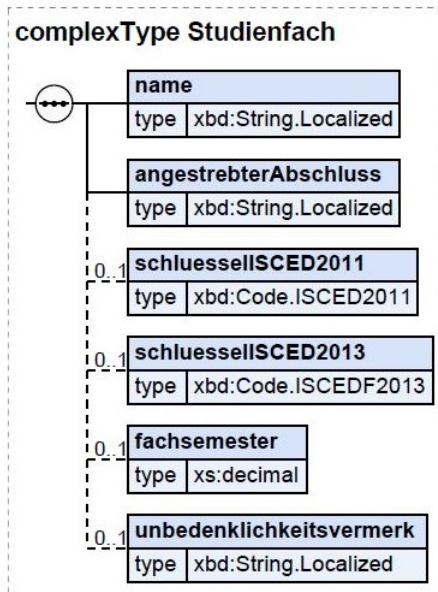 complexType Studienfach
name
type xbd:String.Localized
angestrebterAbschluss
type xbd:String.Localized
0..1 schluesselISCED2011
type xbd:Code.ISCED2011
0..1 schluesselISCED2013
type xbd:Code.ISCEDF2013
0..1 fachsemester
type xs:decimal
0..1 unbedenklichkeitsvermerk
type xbd:String.Localized